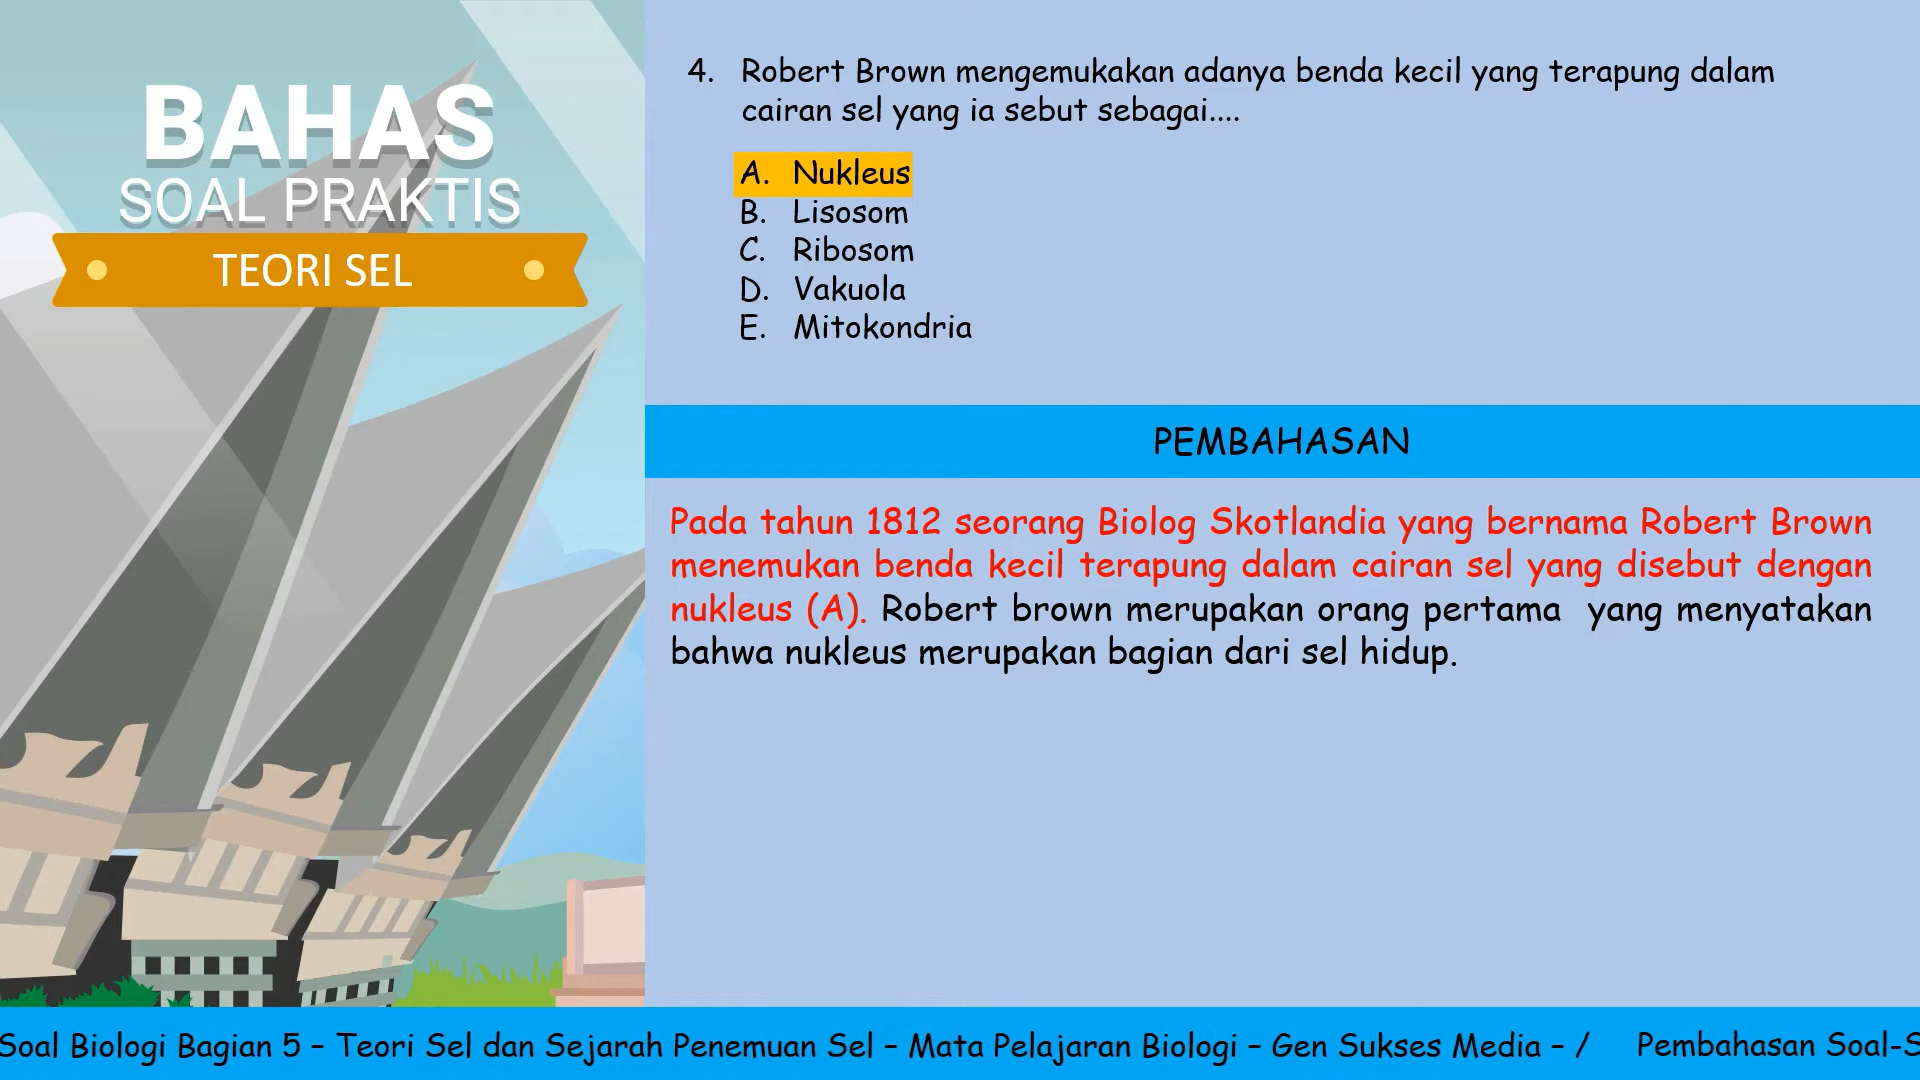 BAHAS
SOAL PRAKTIS
TEORI SEL
4. Robert Brown mengemukakan adanya benda kecil yang terapung dalam
cairan sel yang ia sebut sebagai....
A. Nukleus
B. Lisosom
C. Ribosom
D. Vakuola
E. Mitokondria
PEMBAHASAN
Pada tahun 1812 seorang Biolog Skotlandia yang bernama Robert Brown
menemukan benda kecil terapung dalam cairan sel yang disebut dengan
nukleus (A). Robert brown merupakan orang pertama yang menyatakan
bahwa nukleus merupakan bagian dari sel hidup.
Soal Biologi Bagian 5 – Teori Sel dan Sejarah Penemuan Sel – Mata Pelajaran Biologi – Gen Sukses Media – / Pembahasan Soal-S